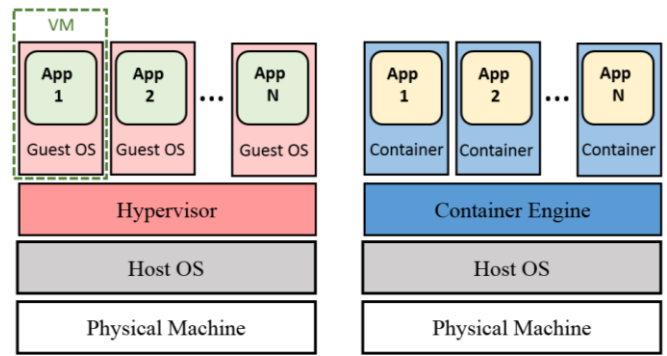 VM
App
1
Guest OS
App
2
Guest OS
...
App
N
Guest OS
Hypervisor
Host OS
Physical Machine
App
1
Container
App
2
Container
...
App
N
Container
Container Engine
Host OS
Physical Machine